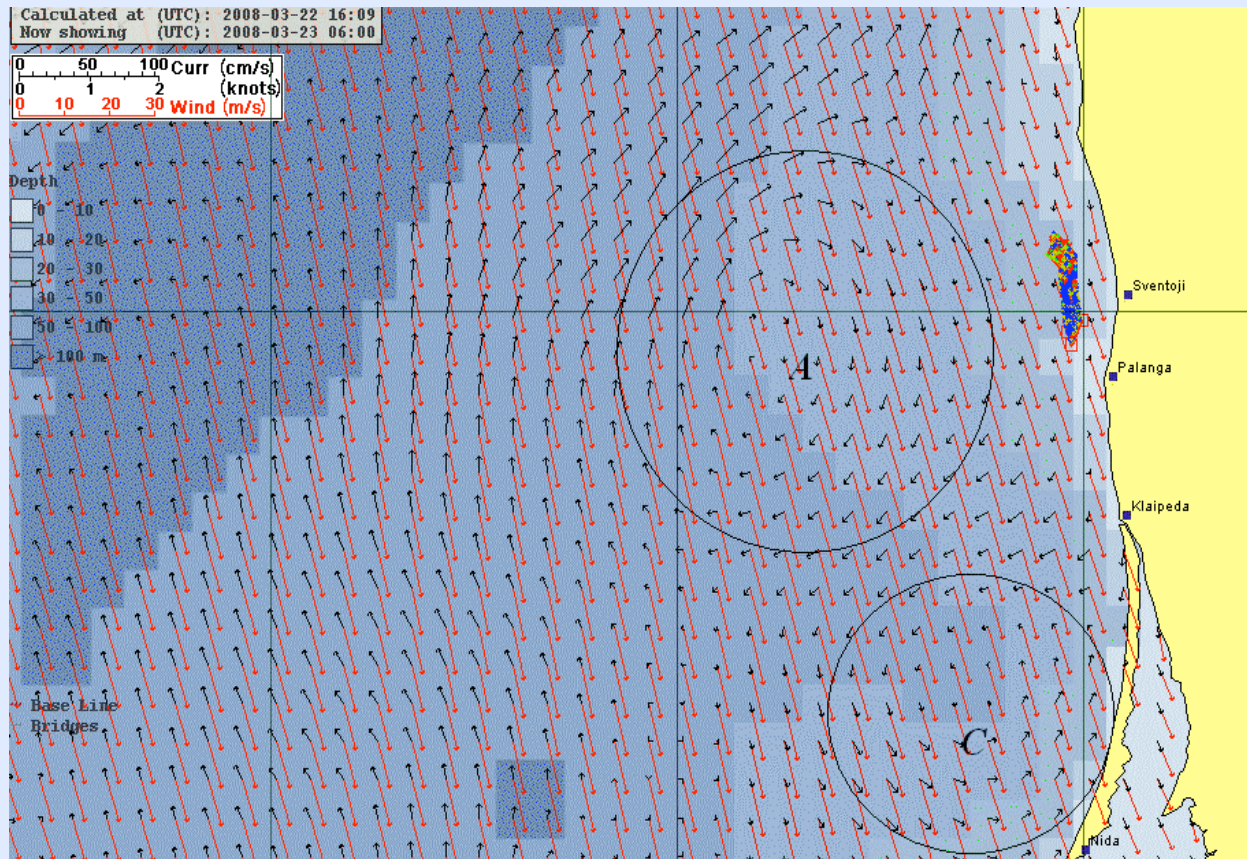 Calculated at (UTC): 2008-03-22 16:09
Now showing (UTC): 2008-03-23 06:00
0 50 100 Curr (cm/s)
0 1 2 (knots)
0 10 20 30 Wind (m/s)
Depth
0 - 10
10 - 20
20 - 30
30 - 50
50 - 100
> 100 m
Sventoji
A
Palanga
Klaipeda
Base Line
Bridges
C
Nida